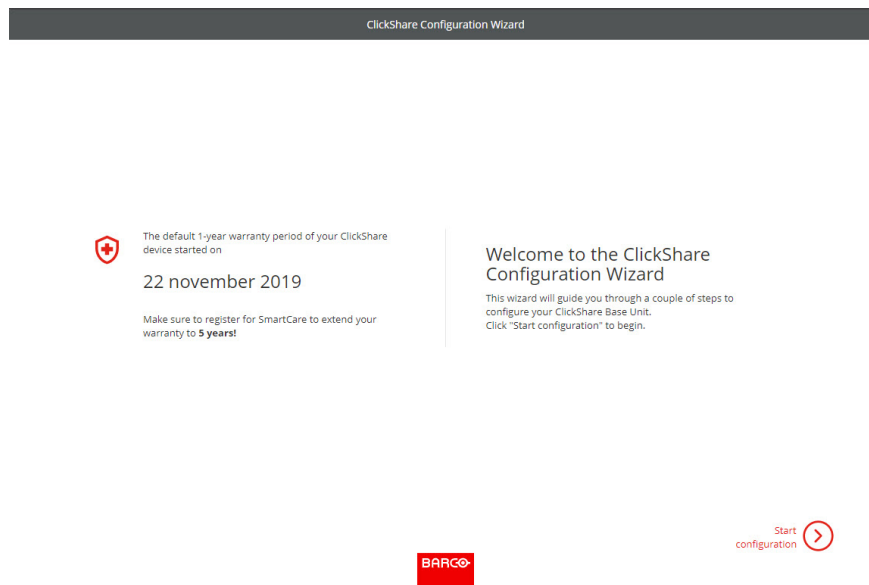 ClickShare Configuration Wizard
The default 1-year warranty period of your ClickShare
device started on
22 november 2019
Make sure to register for SmartCare to extend your
warranty to 5 years!
Welcome to the ClickShare
Configuration Wizard
This wizard will guide you through a couple of steps to
configure your ClickShare Base Unit.
Click "Start configuration" to begin.
Start
configuration
BARCO